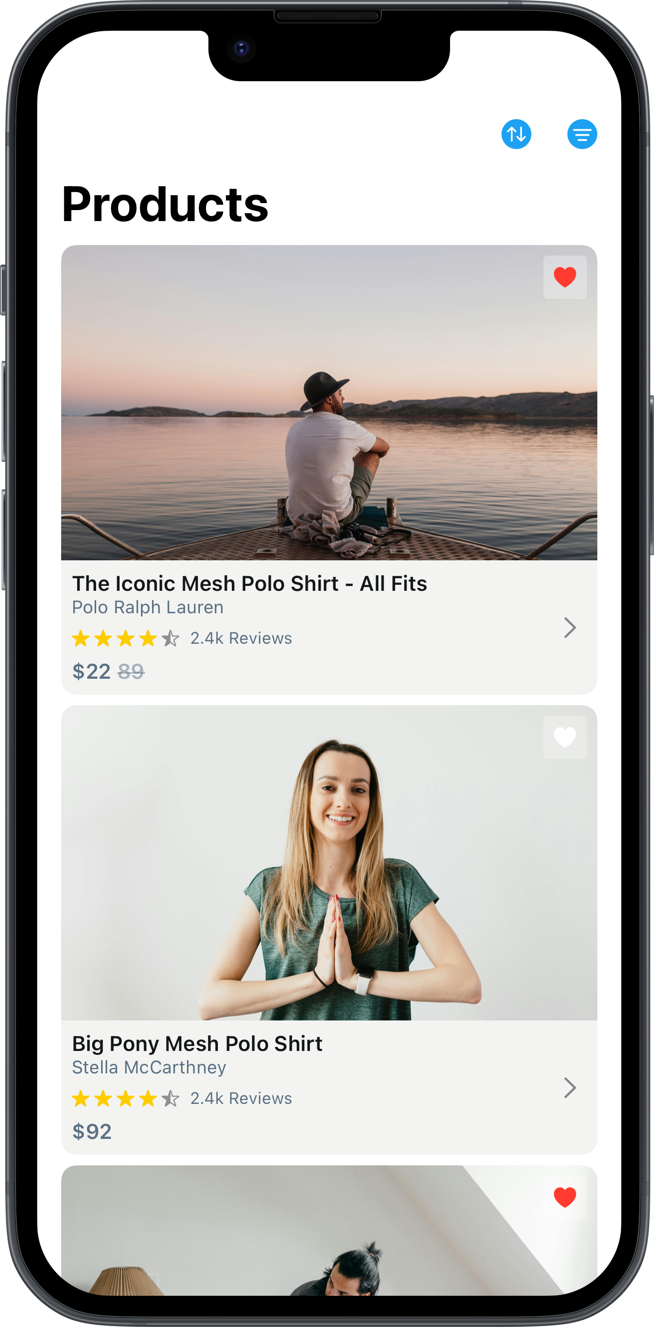 Products
The Iconic Mesh Polo Shirt - All Fits
Polo Ralph Lauren
2.4k Reviews
$22 89
Big Pony Mesh Polo Shirt
Stella McCarthney
2.4k Reviews
$92